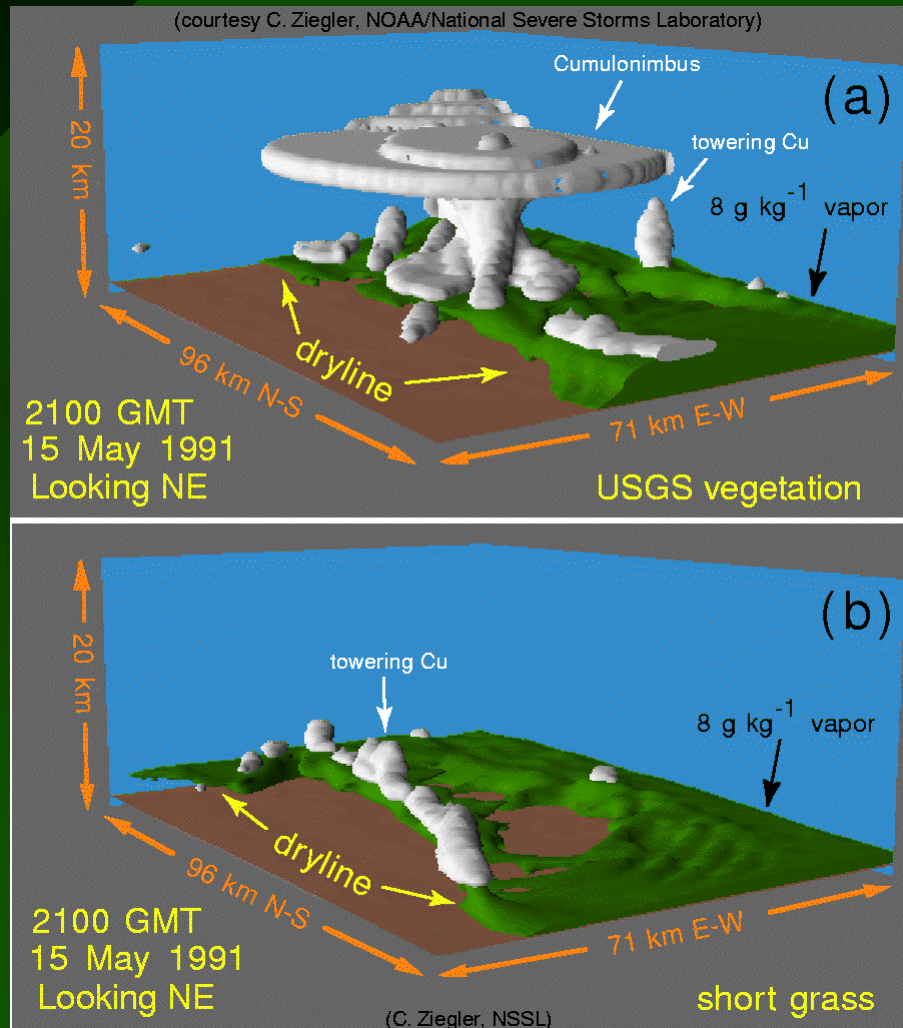 (courtesy C. Ziegler, NOAA/National Severe Storms Laboratory)
Cumulonimbus
(a)
towering Cu
20 km
8 g kg⁻¹ vapor
dryline
96 km N-S
71 km E-W
2100 GMT
15 May 1991
Looking NE
USGS vegetation
(b)
towering Cu
20 km
8 g kg⁻¹ vapor
dryline
96 km N-S
71 km E-W
2100 GMT
15 May 1991
Looking NE
short grass
(C. Ziegler, NSSL)